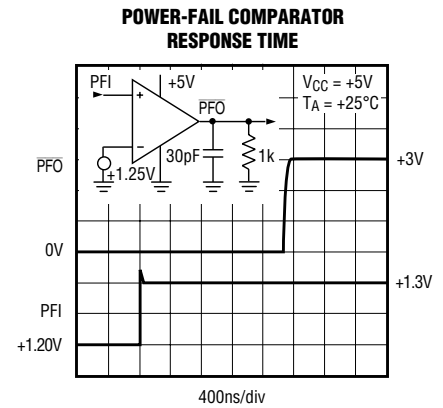 POWER-FAIL COMPARATOR
RESPONSE TIME
PFI
+5V
VCC = +5V
TA = +25°C
+
PFO
−
30pF
1k
+1.25V
PFO
+3V
0V
+1.3V
PFI
+1.20V
400ns/div